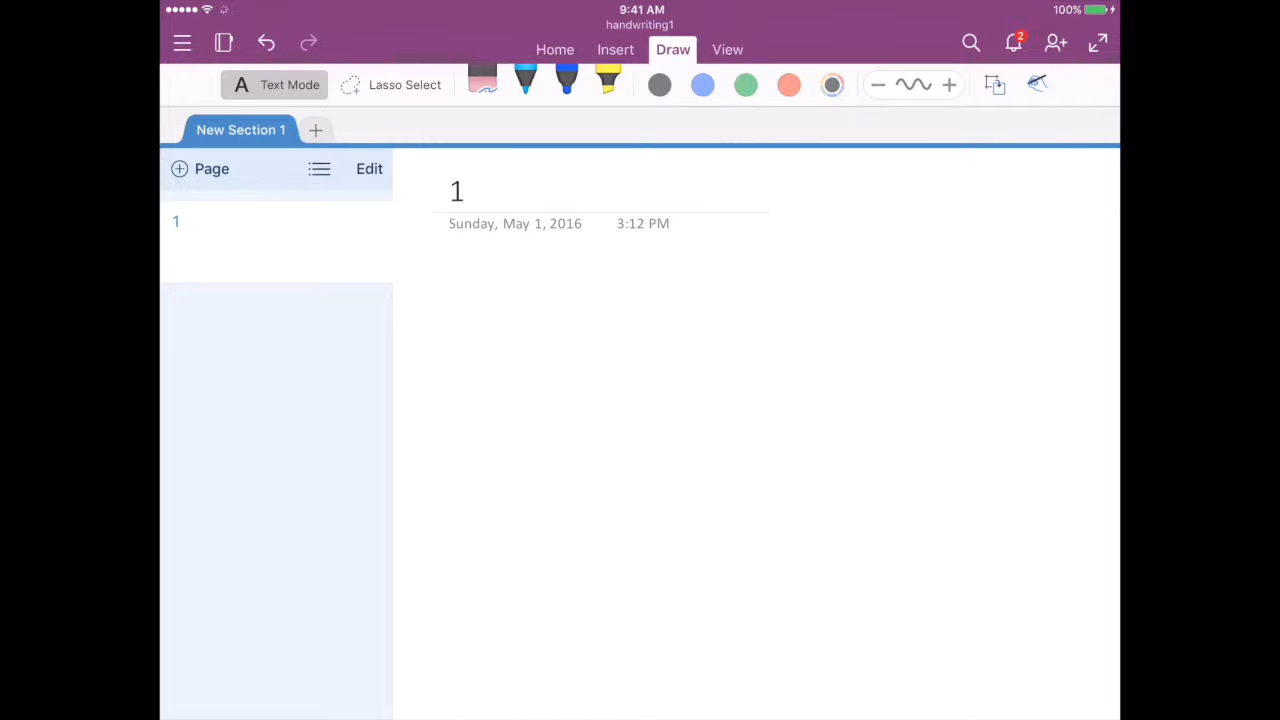 9:41 AM 100%
handwriting1
2
Home Insert Draw View
A Text Mode Lasso Select
New Section 1
Page Edit
1
Sunday, May 1, 2016 3:12 PM
1